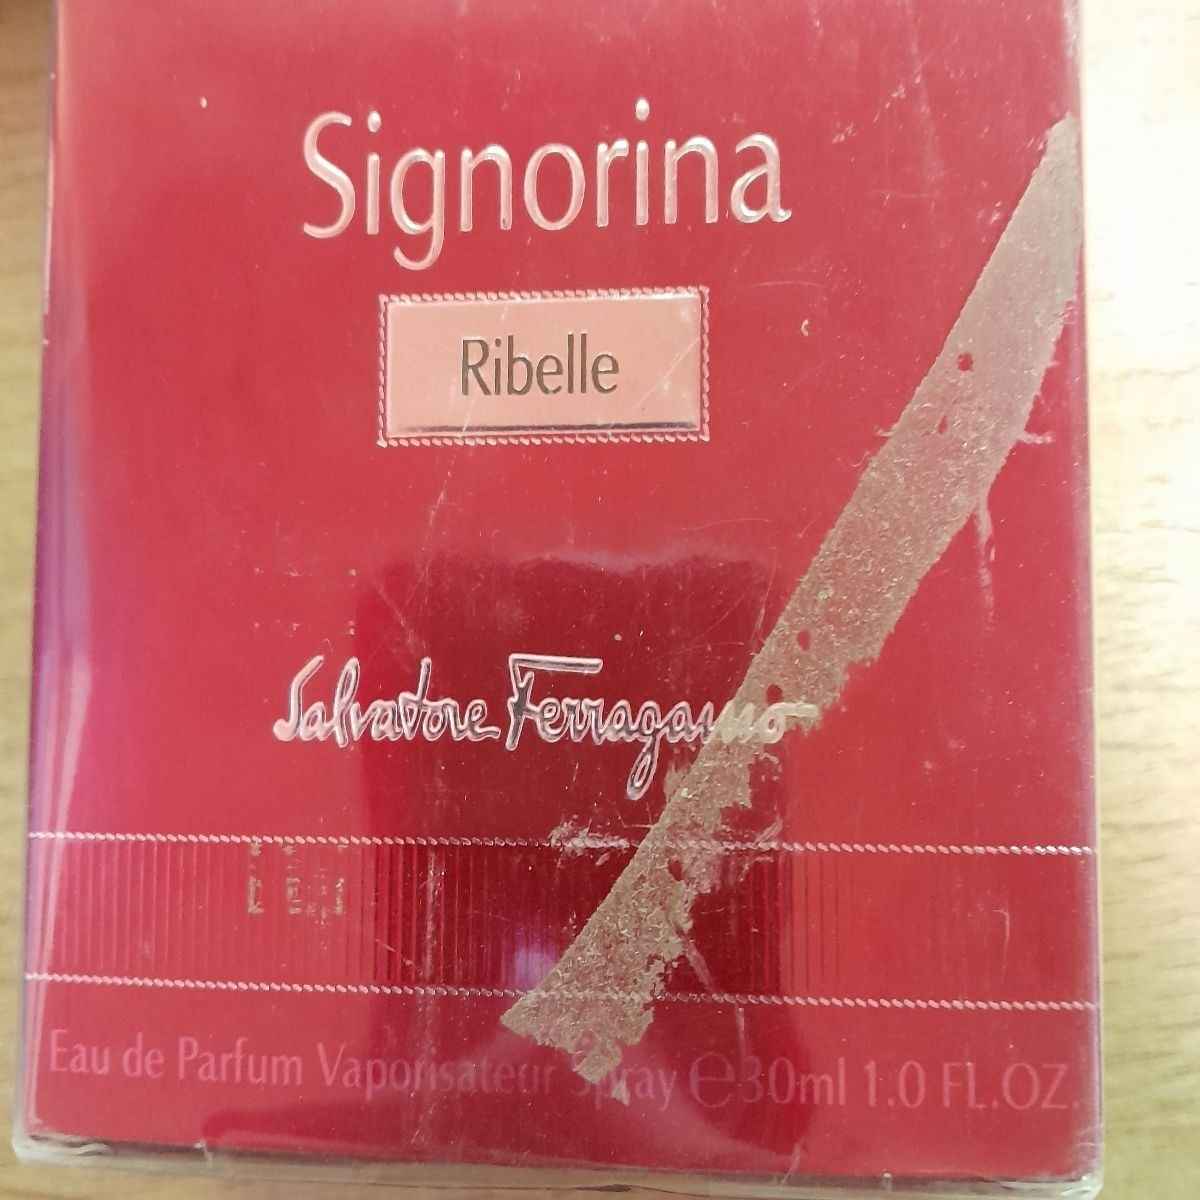 Signorina
Ribelle
Salvatore Ferragamo
Eau de Parfum Vaporisateur Spray ℮30ml 1.0 FL.OZ.